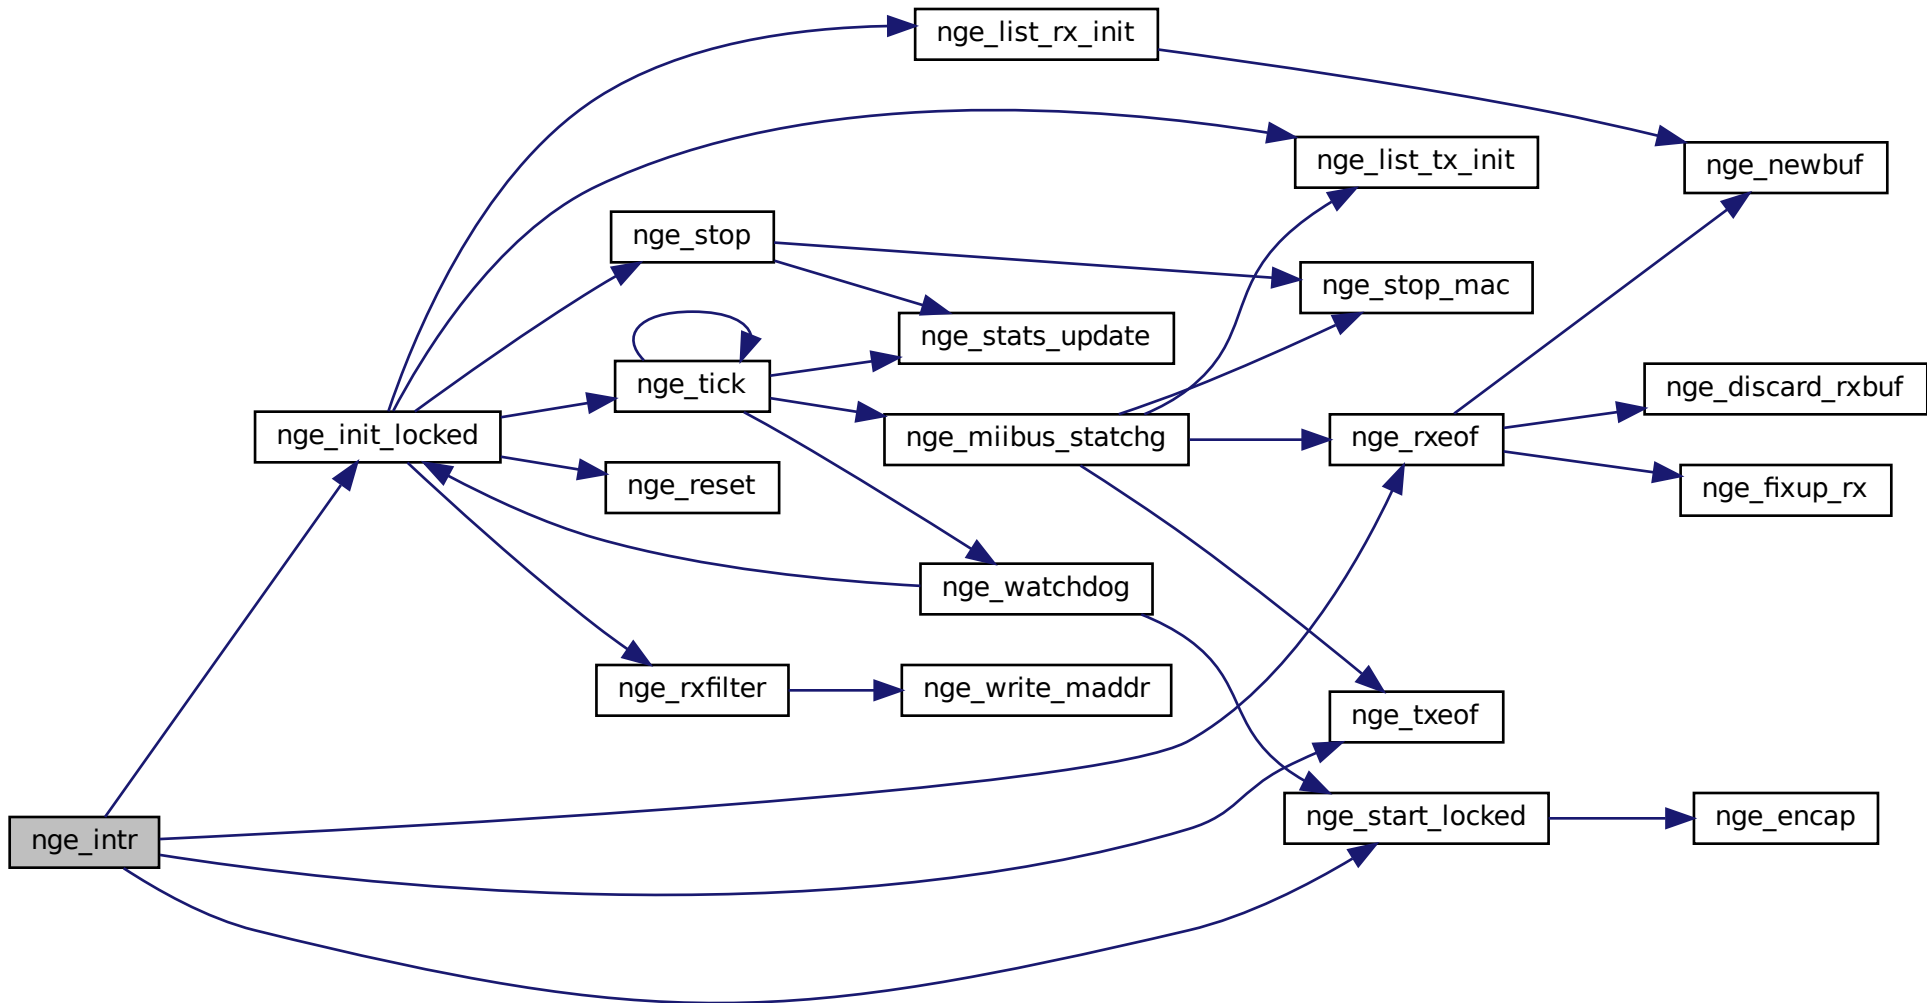 nge_list_rx_init
nge_list_tx_init
nge_newbuf
nge_stop
nge_stop_mac
nge_stats_update
nge_tick
nge_discard_rxbuf
nge_init_locked
nge_miibus_statchg
nge_rxeof
nge_reset
nge_fixup_rx
nge_watchdog
nge_rxfilter
nge_write_maddr
nge_txeof
nge_start_locked
nge_encap
nge_intr